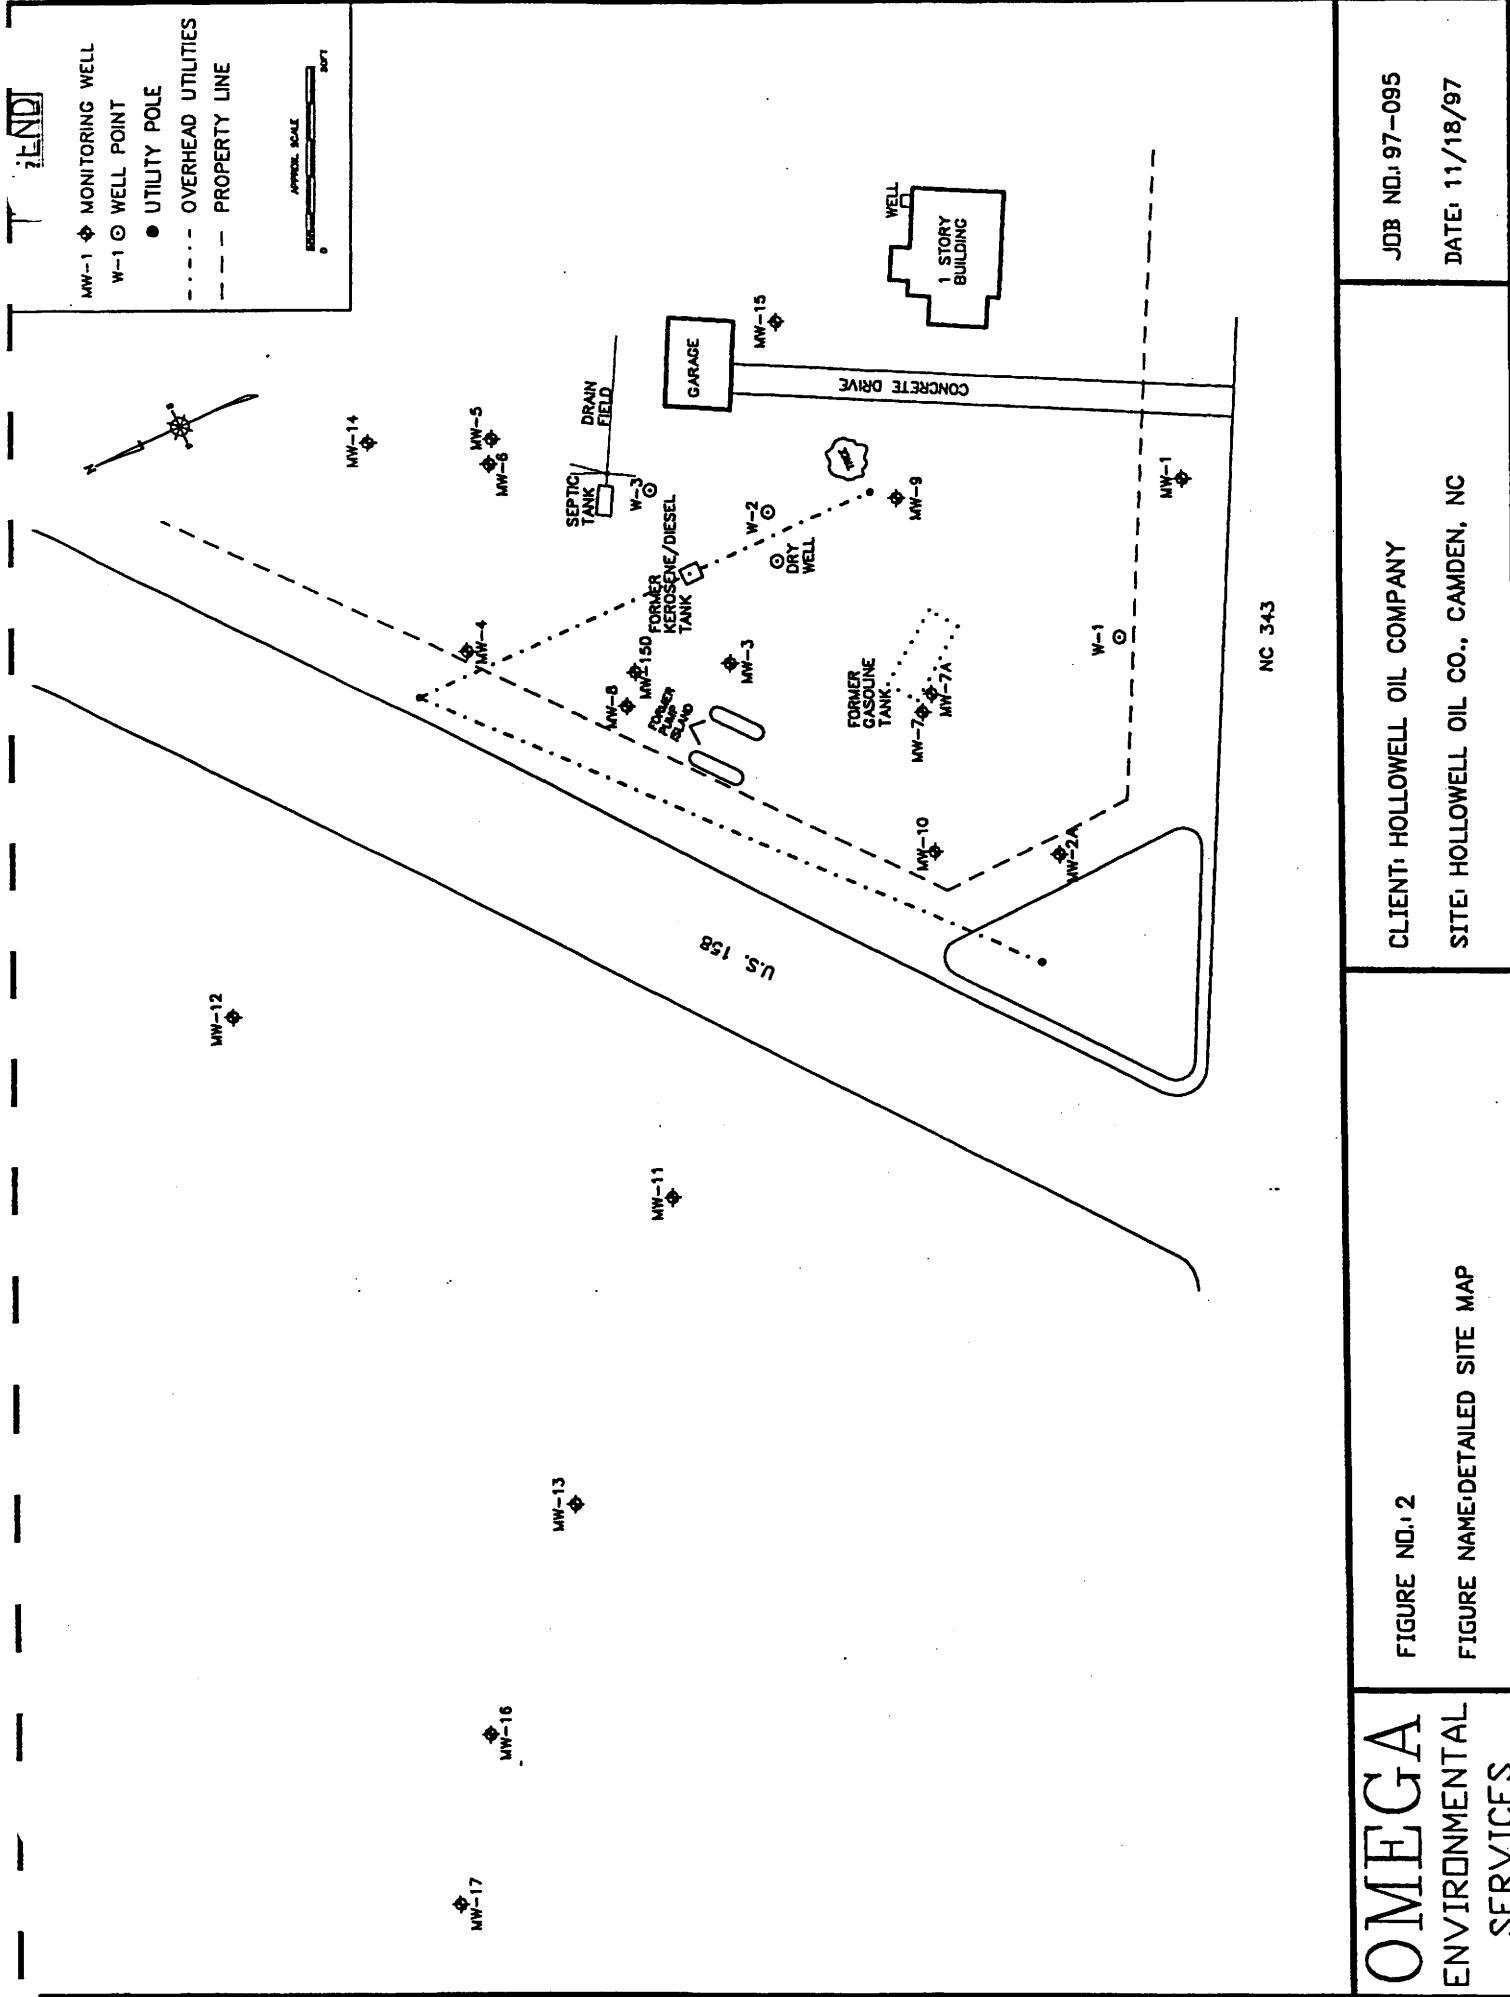 MW-1 MONITORING WELL
W-1 WELL POINT
UTILITY POLE
OVERHEAD UTILITIES
PROPERTY LINE
APPROX. SCALE
0
N
MW-14
MW-5
MW-6
MW-4
SEPTIC
TANK
DRAIN
FIELD
W-3
GARAGE
MW-15
WELL
1 STORY
BUILDING
CONCRETE DRIVE
TREE
W-2
DRY
WELL
MW-9
FORMER
KEROSENE/DIESEL
TANK
MW-15D
MW-8
MW-3
FORMER
PUMP
ISLAND
FORMER
GASOLINE
TANK
MW-7
MW-7A
MW-10
MW-2A
W-1
MW-1
NC 343
U.S. 158
MW-12
MW-11
MW-13
MW-16
MW-17
OMEGA
ENVIRONMENTAL
SERVICES
FIGURE NO.: 2
FIGURE NAME:DETAILED SITE MAP
CLIENT: HOLLOWELL OIL COMPANY
SITE: HOLLOWELL OIL CO., CAMDEN, NC
JOB NO.: 97-095
DATE: 11/18/97